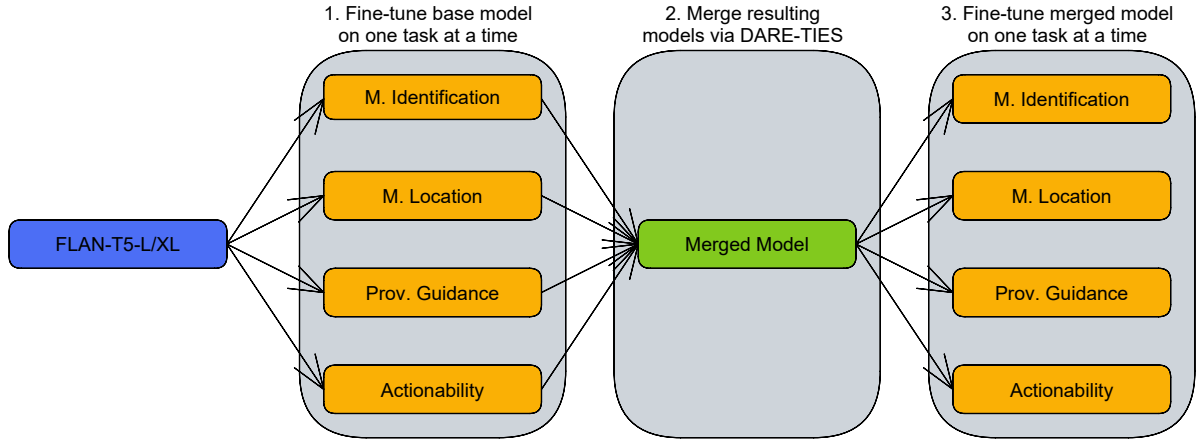 1. Fine-tune base model
on one task at a time
2. Merge resulting
models via DARE-TIES
3. Fine-tune merged model
on one task at a time
FLAN-T5-L/XL
M. Identification
M. Location
Prov. Guidance
Actionability
Merged Model
M. Identification
M. Location
Prov. Guidance
Actionability